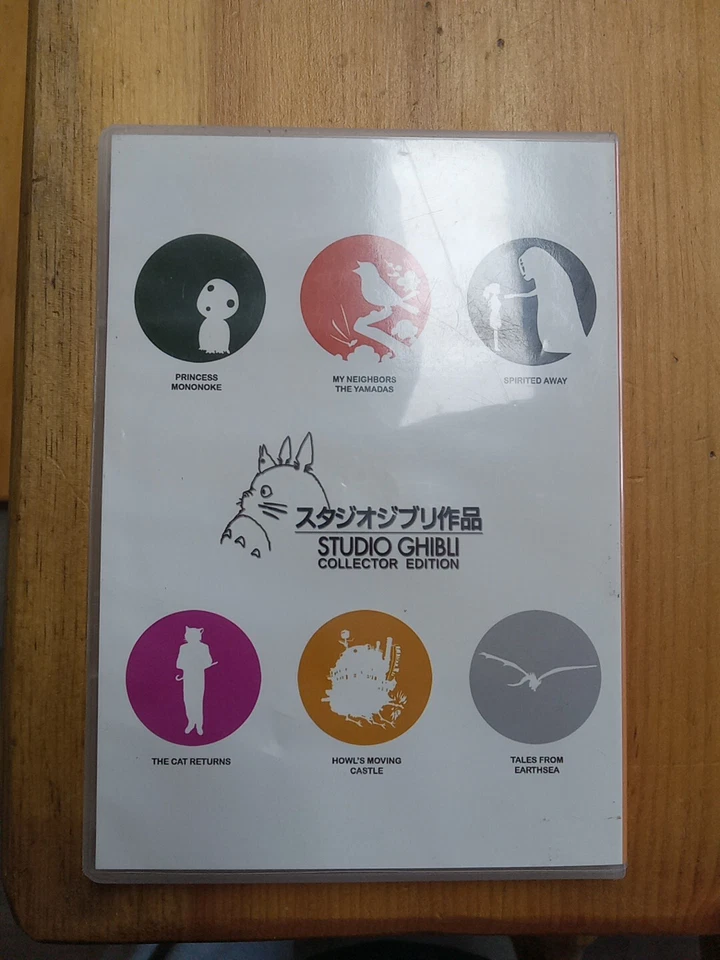 PRINCESS
MONONOKE
MY NEIGHBORS
THE YAMADAS
SPIRITED AWAY
スタジオジブリ作品
STUDIO GHIBLI
COLLECTOR EDITION
THE CAT RETURNS
HOWL'S MOVING
CASTLE
TALES FROM
EARTHSEA